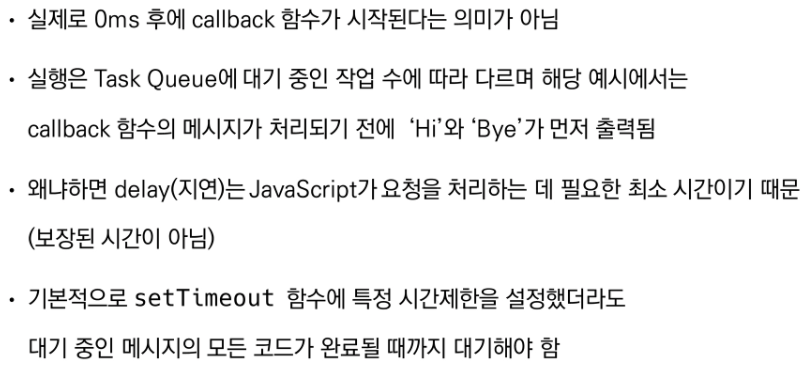 • 실제로 0ms 후에 callback 함수가 시작된다는 의미가 아님
• 실행은 Task Queue에 대기 중인 작업 수에 따라 다르며 해당 예시에서는
callback 함수의 메시지가 처리되기 전에 ‘Hi’와 ‘Bye’가 먼저 출력됨
• 왜냐하면 delay(지연)는 JavaScript가 요청을 처리하는 데 필요한 최소 시간이기 때문
(보장된 시간이 아님)
• 기본적으로 setTimeout 함수에 특정 시간제한을 설정했더라도
대기 중인 메시지의 모든 코드가 완료될 때까지 대기해야 함